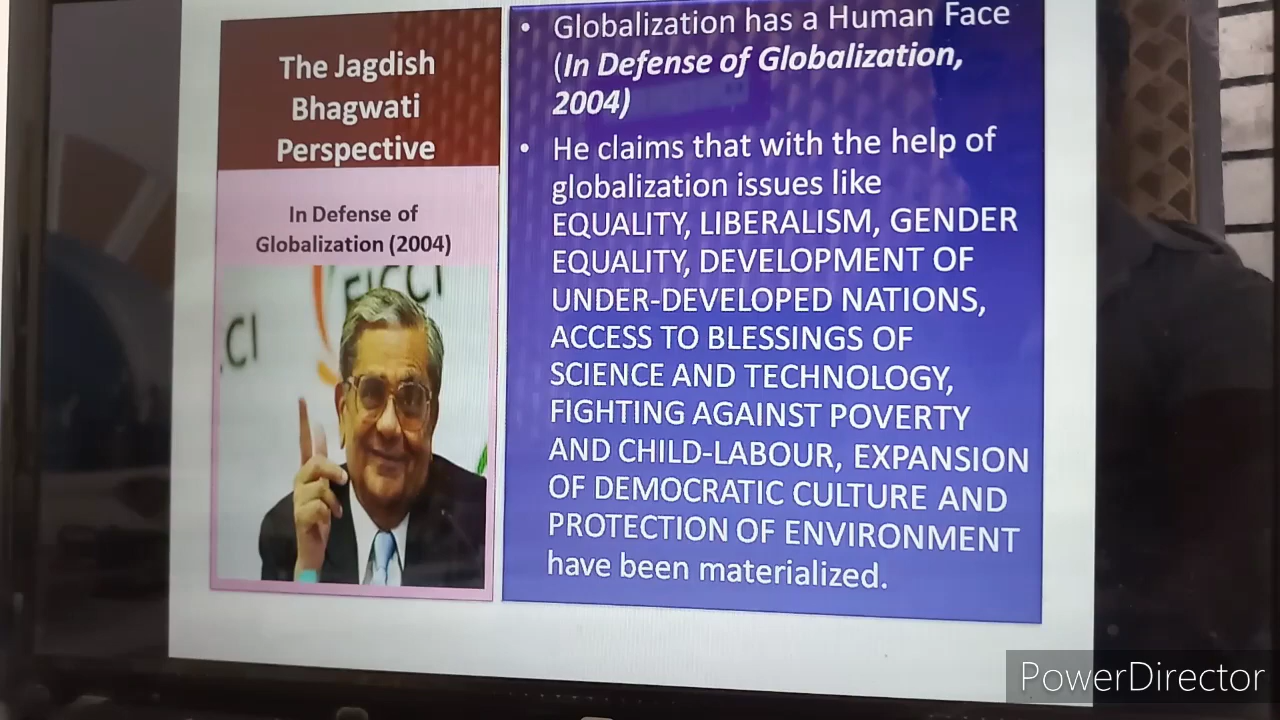 The Jagdish
Bhagwati
Perspective
In Defense of
Globalization (2004)
FICCI
CCI
• Globalization has a Human Face
(In Defense of Globalization,
2004)
• He claims that with the help of
globalization issues like
EQUALITY, LIBERALISM, GENDER
EQUALITY, DEVELOPMENT OF
UNDER-DEVELOPED NATIONS,
ACCESS TO BLESSINGS OF
SCIENCE AND TECHNOLOGY,
FIGHTING AGAINST POVERTY
AND CHILD-LABOUR, EXPANSION
OF DEMOCRATIC CULTURE AND
PROTECTION OF ENVIRONMENT
have been materialized.
PowerDirector